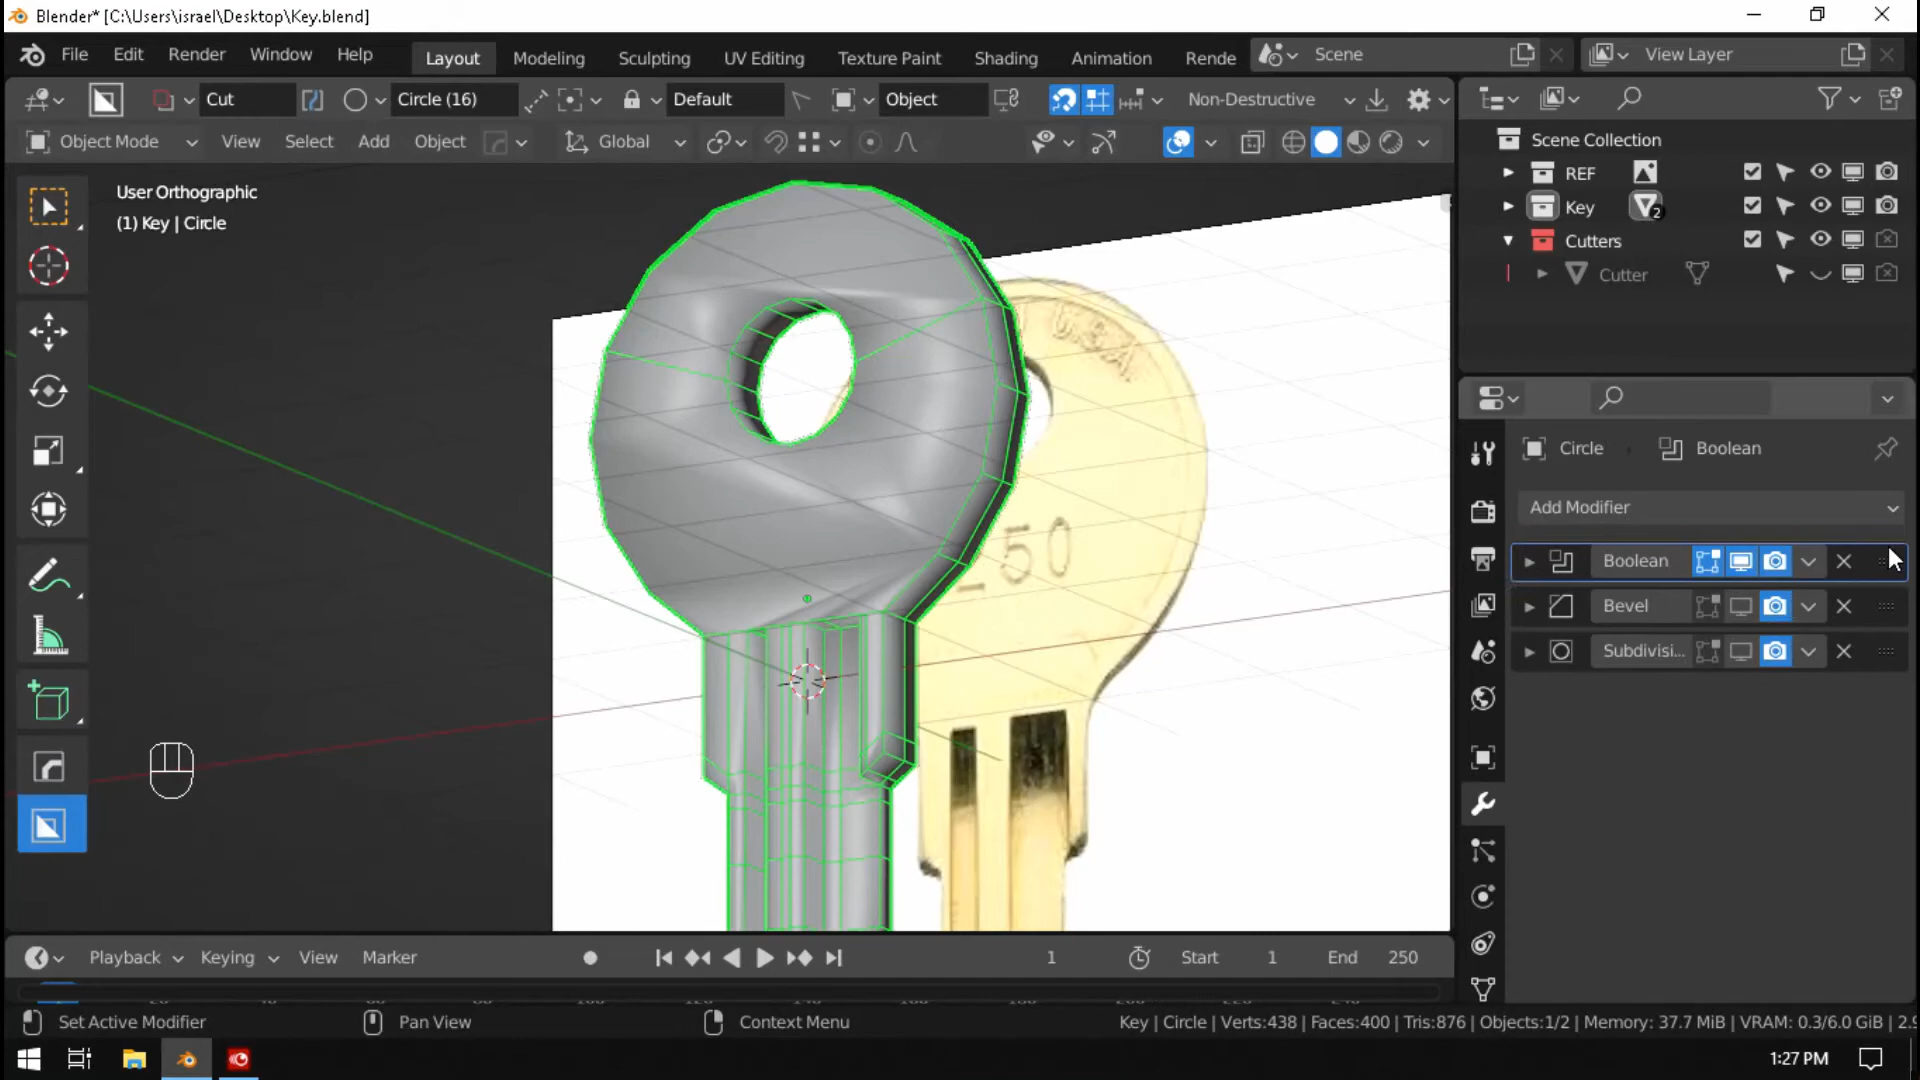 Blender* [C:\Users\israel\Desktop\Key.blend]
File Edit Render Window Help Layout Modeling Sculpting UV Editing Texture Paint Shading Animation Rende Scene View Layer
Cut Circle (16) Default Object Non-Destructive
Object Mode View Select Add Object Global
User Orthographic
(1) Key | Circle
Scene Collection
REF
Key 2
Cutters
Cutter
U.S.A
50
Circle Boolean
Add Modifier
Boolean
Bevel
Subdivisi...
Playback Keying View Marker 1 Start 1 End 250
Set Active Modifier Pan View Context Menu Key | Circle | Verts:438 | Faces:400 | Tris:876 | Objects:1/2 | Memory: 37.7 MiB | VRAM: 0.3/6.0 GiB | 2.9
1:27 PM